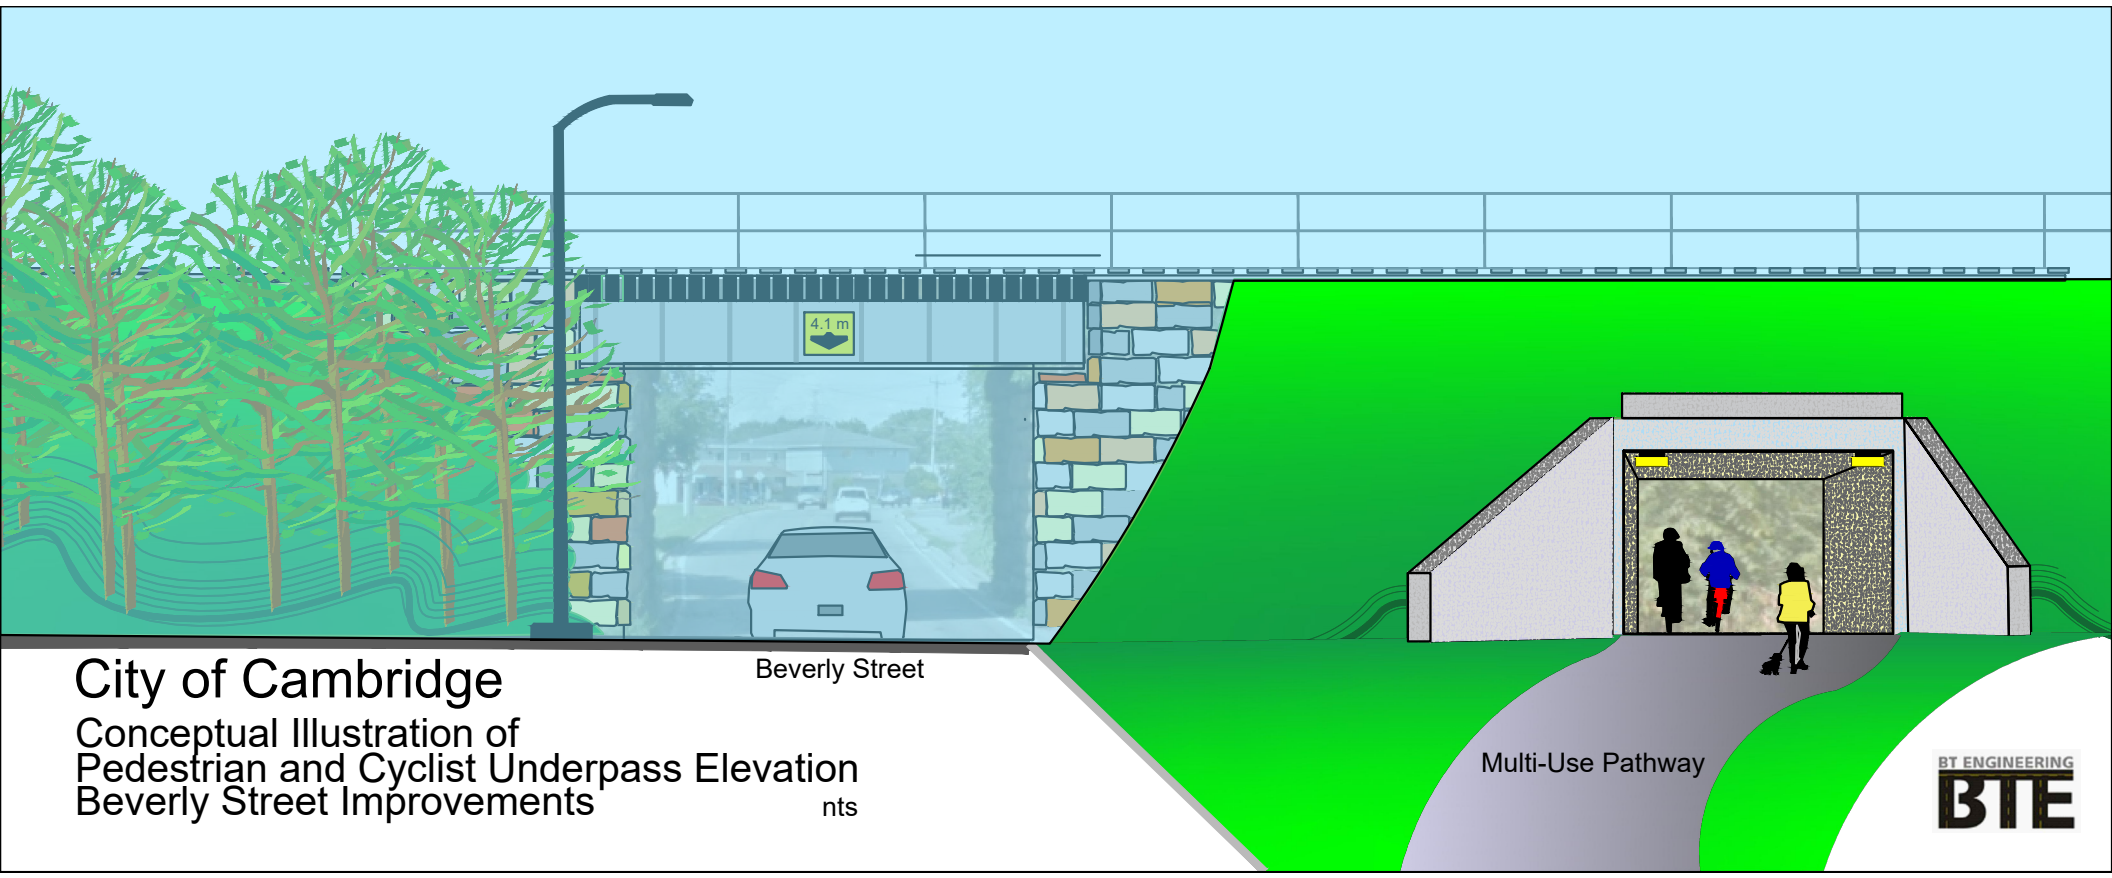 4.1 m
City of Cambridge
Beverly Street
Conceptual Illustration of
Pedestrian and Cyclist Underpass Elevation
Beverly Street Improvements
nts
Multi-Use Pathway
BT ENGINEERING
BTE